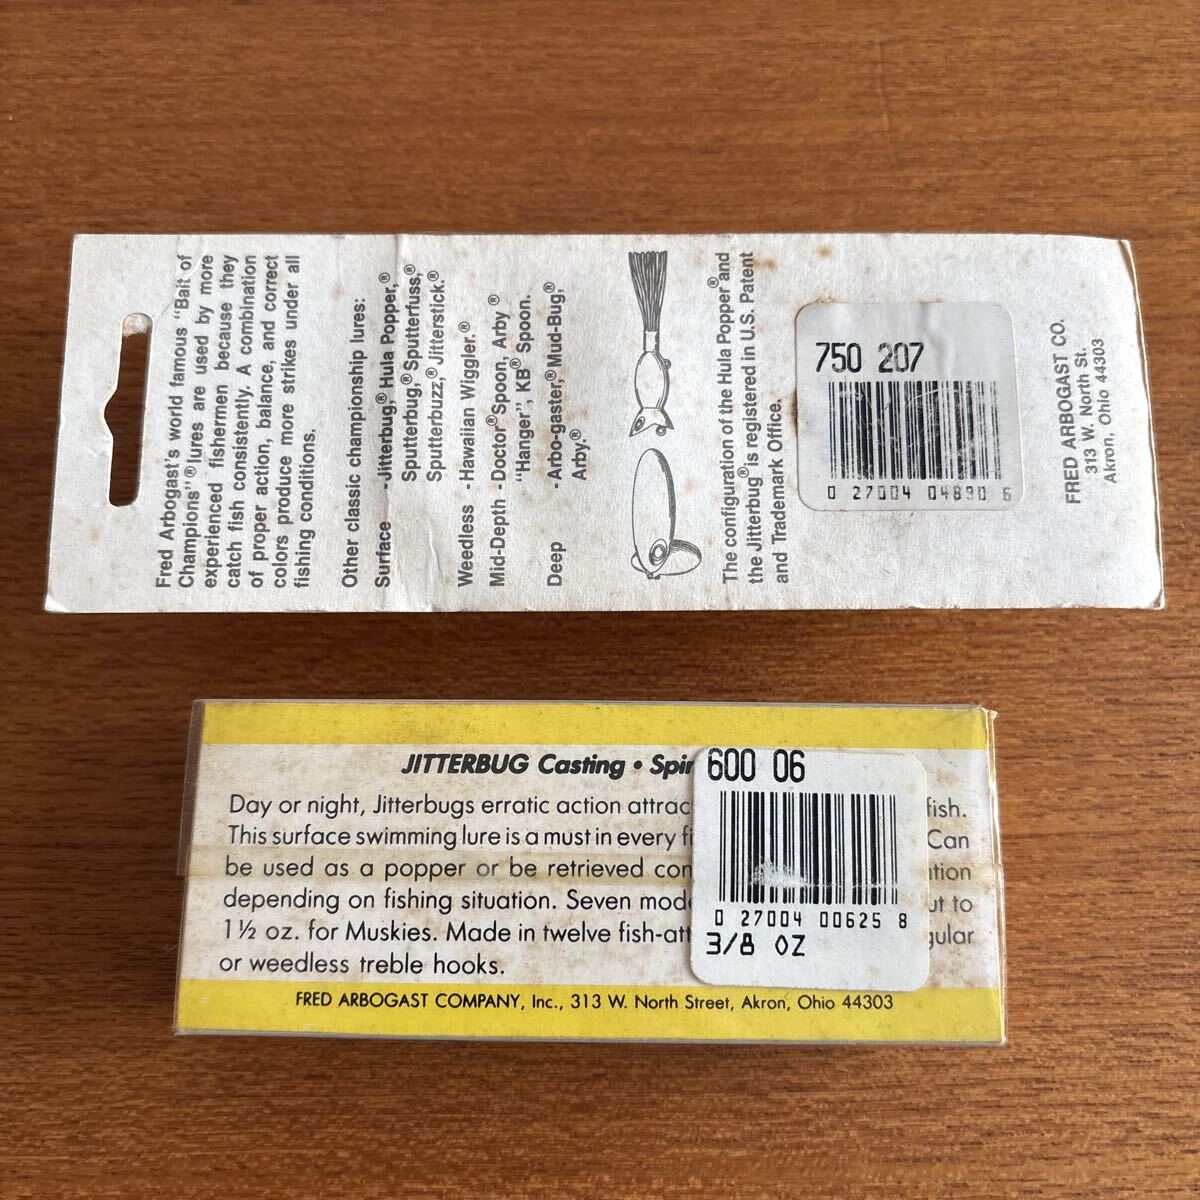 Fred Arbogast's world famous "Bait of
Champions"® lures are used by more
experienced fishermen because they
catch fish consistently. A combination
of proper action, balance, and correct
colors produce more strikes under all
fishing conditions.
Other classic championship lures:
Surface - Jitterbug,® Hula Popper,®
Sputterbug,® Sputterfuss,®
Sputterbuzz,® Jitterstick.®
Weedless - Hawaiian Wiggler.®
Mid-Depth - Doctor® Spoon, Arby®
"Hanger", KB® Spoon.
Deep - Arbo-gaster,® Mud-Bug,®
Arby.®
The configuration of the Hula Popper® and
the Jitterbug® is registered in U.S. Patent
and Trademark Office.
750 207
0 27004 04890 6
FRED ARBOGAST CO.
313 W. North St.
Akron, Ohio 44303
JITTERBUG Casting •
Day or night, Jitterbugs erratic action fish.
This surface swimming lure is a must in every Can
be used as a popper or be retrieved
depending on fishing situation. Seven to
1½ oz. for Muskies. Made in twelve
or weedless treble hooks.
FRED ARBOGAST COMPANY, Inc., 313 W. North Street, Akron, Ohio 44303
600 06
0 27004 00625 8
3/8 OZ